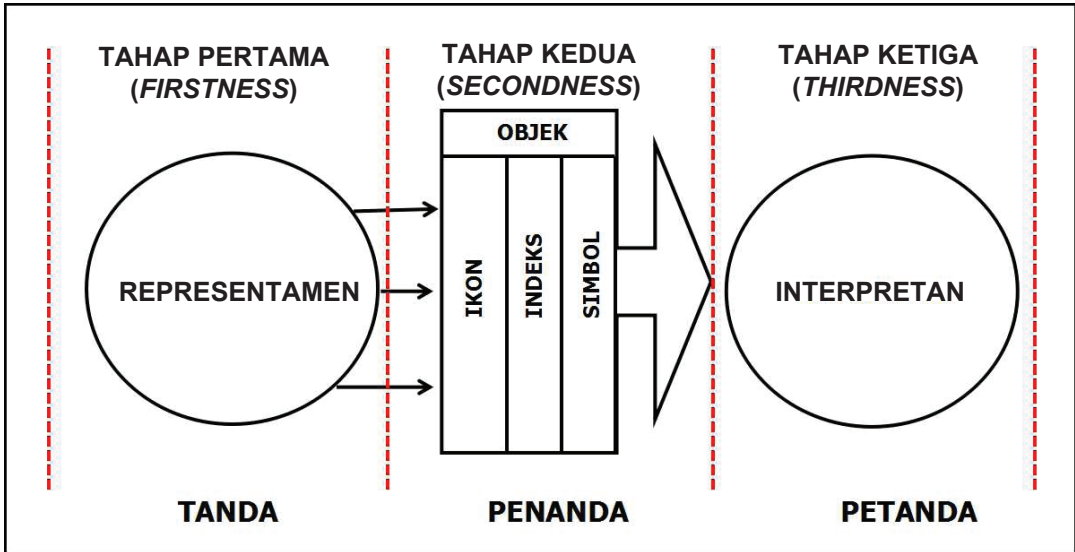 TAHAP PERTAMA
(FIRSTNESS)
TAHAP KEDUA
(SECONDNESS)
TAHAP KETIGA
(THIRDNESS)
REPRESENTAMEN
OBJEK
IKON
INDEKS
SIMBOL
INTERPRETAN
TANDA
PENANDA
PETANDA